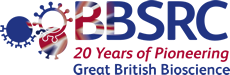 BBSRC
20 Years of Pioneering
Great British Bioscience